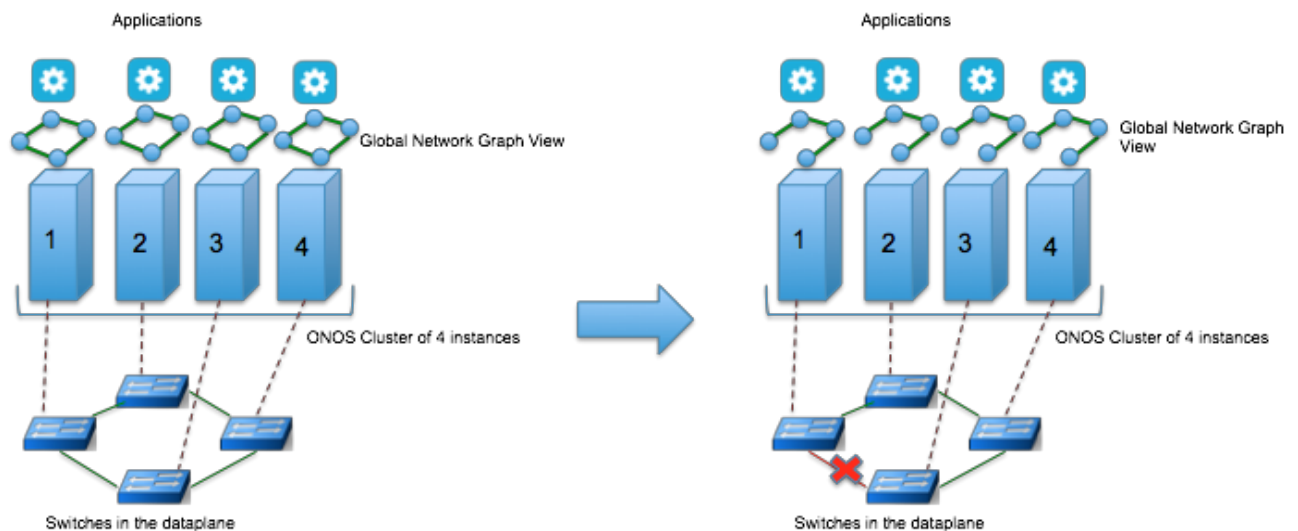 Applications
Global Network Graph View
1
2
3
4
ONOS Cluster of 4 instances
Switches in the dataplane
Applications
Global Network Graph
View
1
2
3
4
ONOS Cluster of 4 instances
Switches in the dataplane